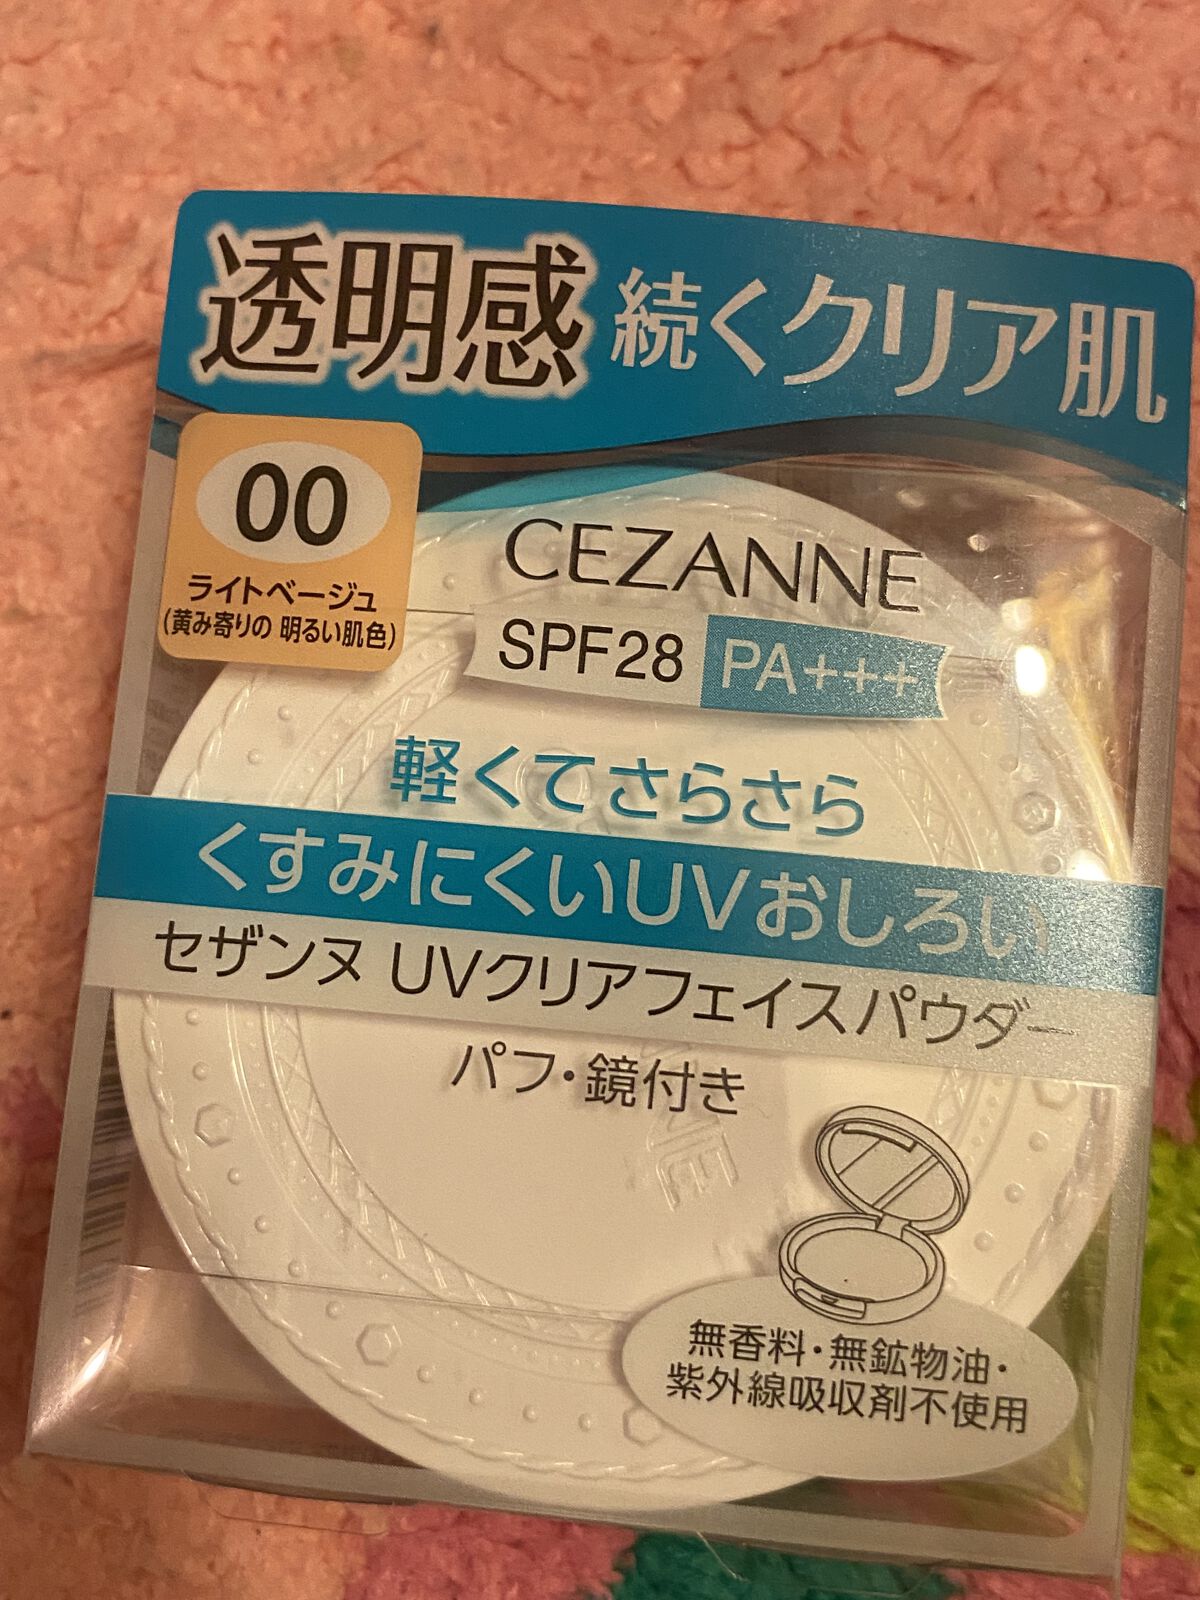 透明感 続くクリア肌
00
ライトベージュ
(黄み寄りの 明るい肌色)
CEZANNE
SPF28 PA+++
軽くてさらさら
くすみにくいUVおしろい
セザンヌ UVクリアフェイスパウダー
パフ・鏡付き
無香料・無鉱物油・
紫外線吸収剤不使用